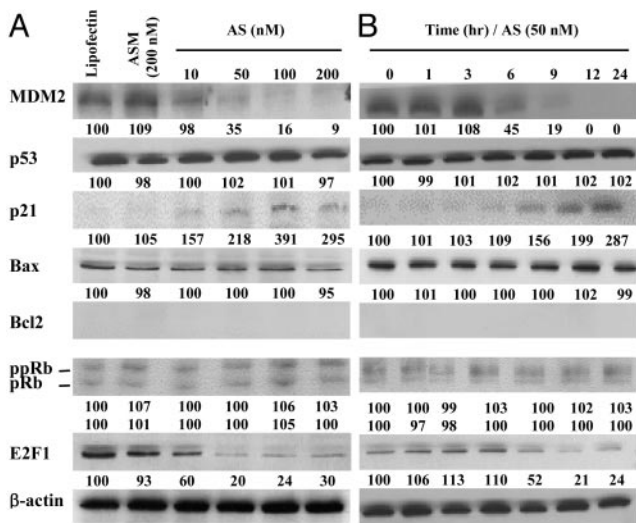 A
B
Lipofectin
ASM
(200 nM)
AS (nM)
10 50 100 200
Time (hr) / AS (50 nM)
0 1 3 6 9 12 24
MDM2
100 109 98 35 16 9
100 101 108 45 19 0 0
p53
100 98 100 102 101 97
100 99 101 102 101 102 102
p21
100 105 157 218 391 295
100 101 103 109 156 199 287
Bax
100 98 100 100 100 95
100 101 100 100 100 102 99
Bcl2
ppRb
pRb
100 107 100 100 106 103
100 101 100 100 105 100
100 100 99 103 100 102 103
100 97 98 100 100 100 100
E2F1
100 93 60 20 24 30
100 106 113 110 52 21 24
β-actin